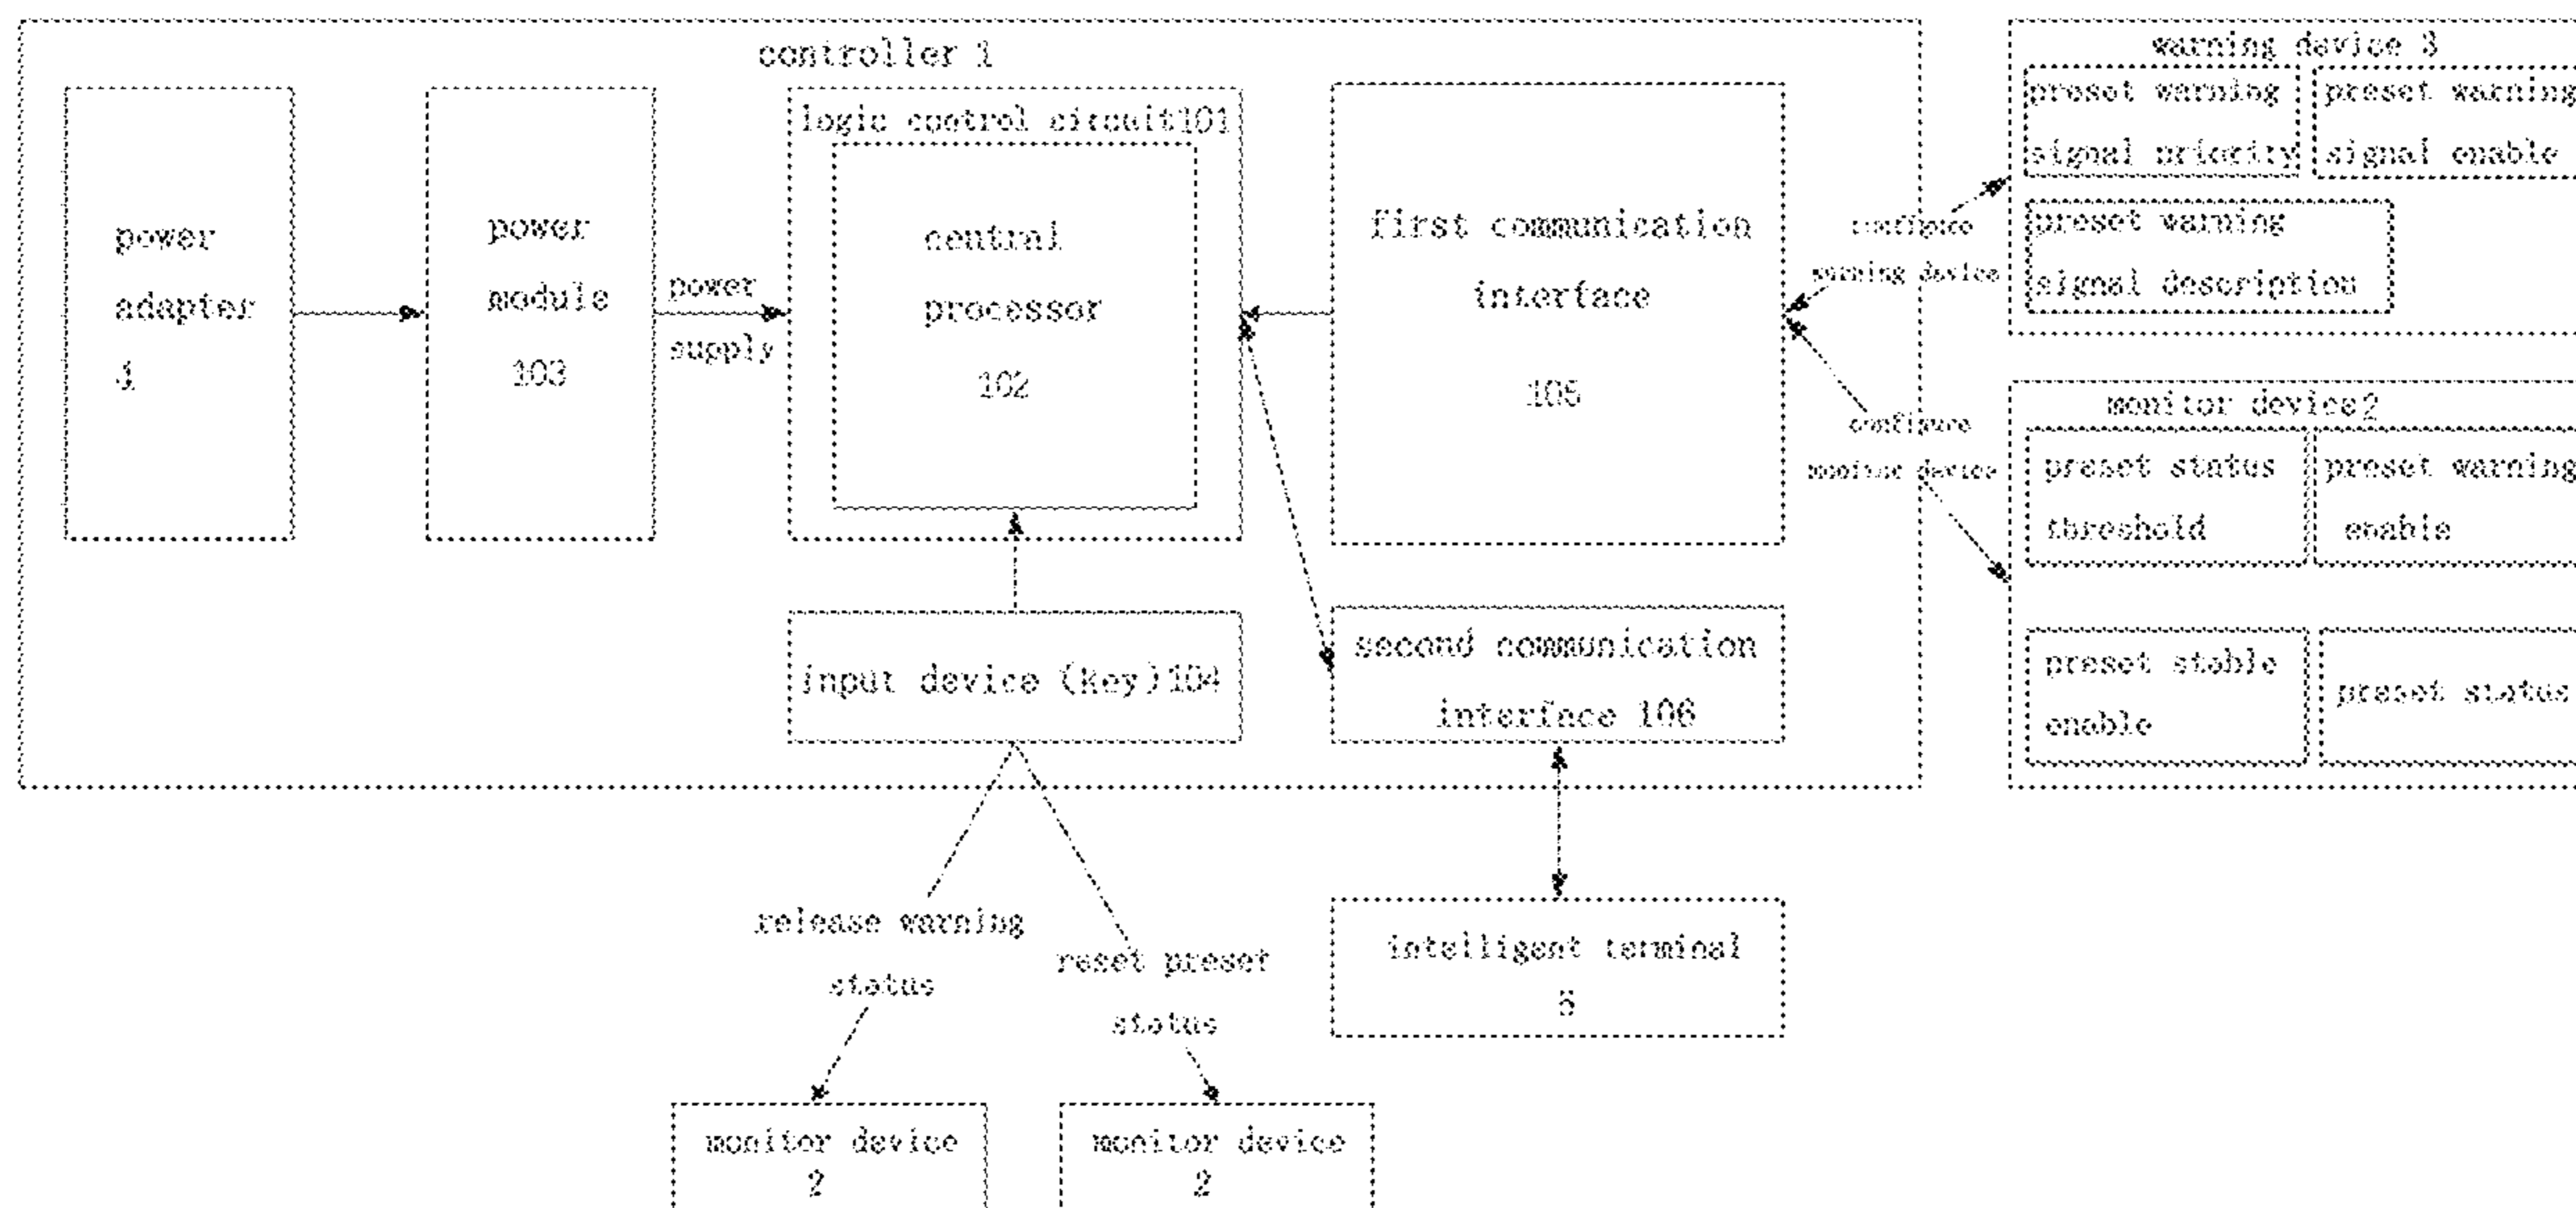 controller 1
power
adapter
4
power
module
103
power
supply
logic control circuit101
central
processor
102
input device (key)104
first communication
interface
105
second communication
interface 106
configure
warning device
configure
monitor device
warning device 3
preset warning
signal priority
preset warning
signal enable
preset warning
signal description
monitor device2
preset status
threshold
preset warning
enable
preset stable
enable
preset status
release warning
status
reset preset
status
intelligent terminal
5
monitor device
2
monitor device
2